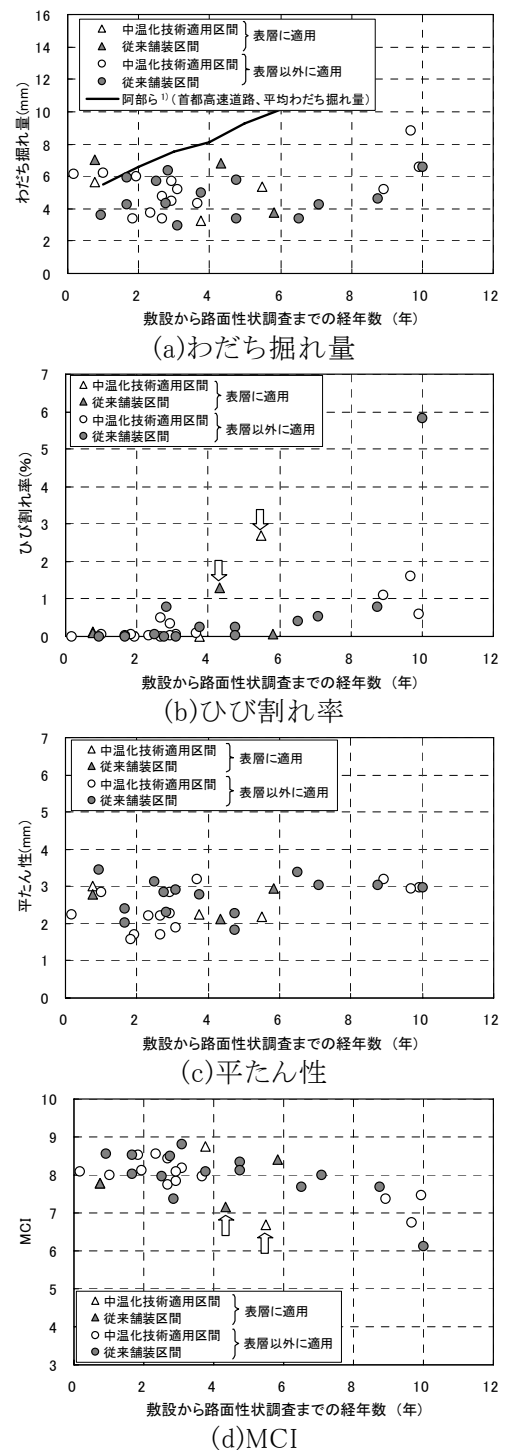 16
14
12
10
8
6
4
2
0
わだち掘れ量(mm)
△ 中温化技術適用区間
▲ 従来舗装区間
表層に適用
○ 中温化技術適用区間
● 従来舗装区間
表層以外に適用
阿部ら1)(首都高速道路、平均わだち掘れ量)
0 2 4 6 8 10 12
敷設から路面性状調査までの経年数 (年)
(a)わだち掘れ量
7
6
5
4
3
2
1
0
ひび割れ率(%)
△ 中温化技術適用区間
▲ 従来舗装区間
表層に適用
○ 中温化技術適用区間
● 従来舗装区間
表層以外に適用
0 2 4 6 8 10 12
敷設から路面性状調査までの経年数 (年)
(b)ひび割れ率
7
6
5
4
3
2
1
0
平たん性(mm)
△ 中温化技術適用区間
▲ 従来舗装区間
表層に適用
○ 中温化技術適用区間
● 従来舗装区間
表層以外に適用
0 2 4 6 8 10 12
敷設から路面性状調査までの経年数 (年)
(c)平たん性
10
9
8
7
6
5
4
3
MCI
△ 中温化技術適用区間
▲ 従来舗装区間
表層に適用
○ 中温化技術適用区間
● 従来舗装区間
表層以外に適用
0 2 4 6 8 10 12
敷設から路面性状調査までの経年数 (年)
(d)MCI